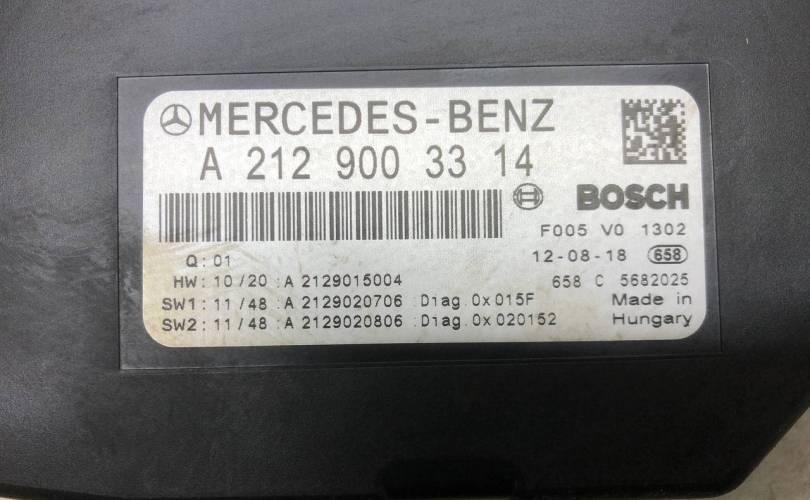 MERCEDES-BENZ
A 212 900 33 14
BOSCH
F005 V0 1302
Q: 01
12-08-18 658
HW: 10/20 :A 2129015004
658 C 5682025
SW1: 11/48 :A 2129020706 :Diag.0x015F
Made in
SW2: 11/48 :A 2129020806 :Diag.0x020152
Hungary